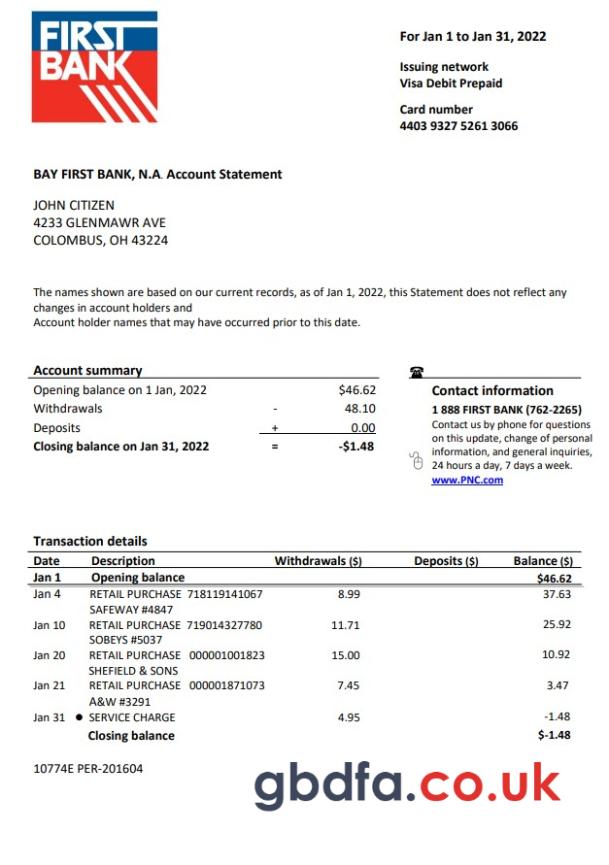 FIRST
BANK
For Jan 1 to Jan 31, 2022
Issuing network
Visa Debit Prepaid
Card number
4403 9327 5261 3066
BAY FIRST BANK, N.A. Account Statement
JOHN CITIZEN
4233 GLENMAWR AVE
COLOMBUS, OH 43224
The names shown are based on our current records, as of Jan 1, 2022, this Statement does not reflect any
changes in account holders and
Account holder names that may have occurred prior to this date.
Account summary
Opening balance on 1 Jan, 2022 $46.62
Withdrawals - 48.10
Deposits + 0.00
Closing balance on Jan 31, 2022 = -$1.48
Contact information
1 888 FIRST BANK (762-2265)
Contact us by phone for questions
on this update, change of personal
information, and general inquiries,
24 hours a day, 7 days a week.
www.PNC.com
Transaction details
Date Description Withdrawals ($) Deposits ($) Balance ($)
Jan 1 Opening balance $46.62
Jan 4 RETAIL PURCHASE 718119141067 8.99 37.63
SAFEWAY #4847
Jan 10 RETAIL PURCHASE 719014327780 11.71 25.92
SOBEYS #5037
Jan 20 RETAIL PURCHASE 000001001823 15.00 10.92
SHEFIELD & SONS
Jan 21 RETAIL PURCHASE 000001871073 7.45 3.47
A&W #3291
Jan 31 • SERVICE CHARGE 4.95 -1.48
Closing balance $-1.48
10774E PER-201604
gbdfa.co.uk